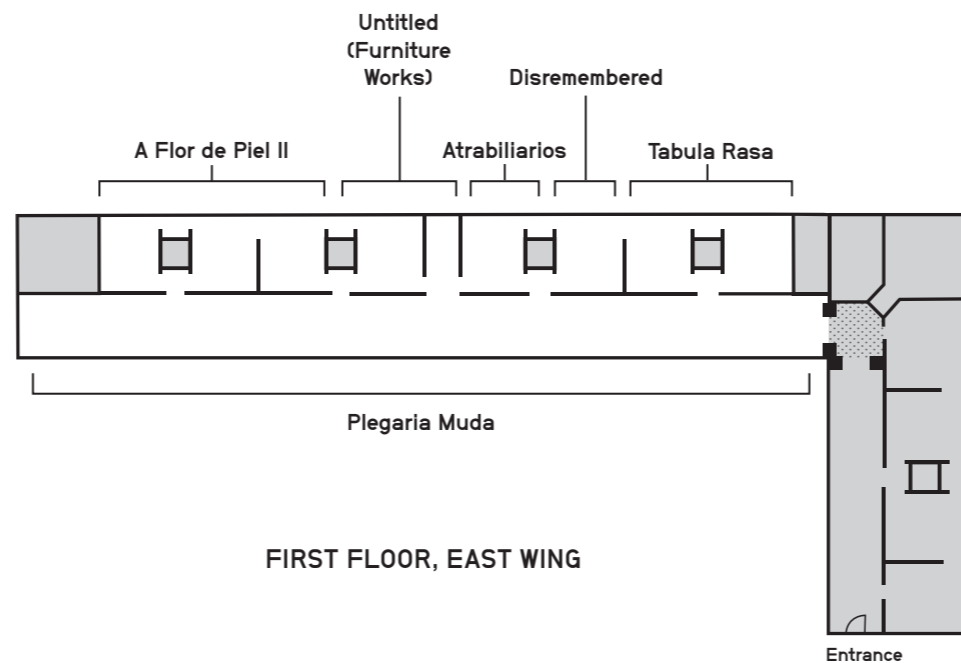 Untitled
(Furniture
Works)
Disremembered
A Flor de Piel II
Atrabiliarios
Tabula Rasa
Plegaria Muda
FIRST FLOOR, EAST WING
Entrance